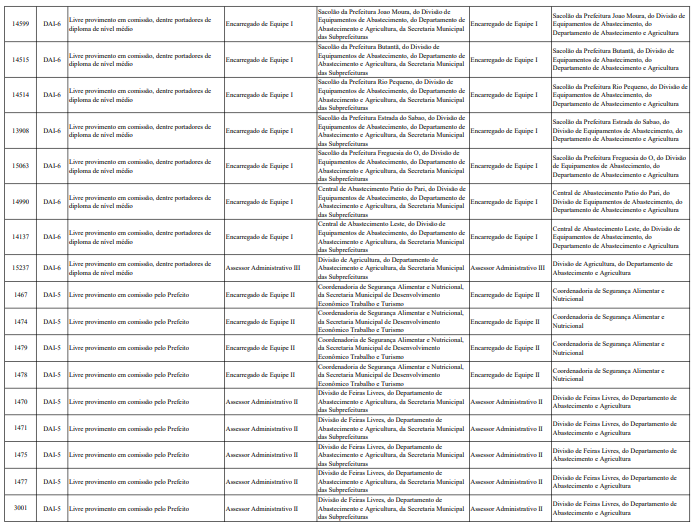 14599 DAI-6 Livre provimento em comissão, dentre portadores de diploma de nível médio Encarregado de Equipe I Sacolão da Prefeitura Joao Moura, do Divisão de Equipamentos de Abastecimento, do Departamento de Abastecimento e Agricultura, da Secretaria Municipal das Subprefeituras Encarregado de Equipe I Sacolão da Prefeitura Joao Moura, do Divisão de Equipamentos de Abastecimento, do Departamento de Abastecimento e Agricultura
14515 DAI-6 Livre provimento em comissão, dentre portadores de diploma de nível médio Encarregado de Equipe I Sacolão da Prefeitura Butantã, do Divisão de Equipamentos de Abastecimento, do Departamento de Abastecimento e Agricultura, da Secretaria Municipal das Subprefeituras Encarregado de Equipe I Sacolão da Prefeitura Butantã, do Divisão de Equipamentos de Abastecimento, do Departamento de Abastecimento e Agricultura
14514 DAI-6 Livre provimento em comissão, dentre portadores de diploma de nível médio Encarregado de Equipe I Sacolão da Prefeitura Rio Pequeno, do Divisão de Equipamentos de Abastecimento, do Departamento de Abastecimento e Agricultura, da Secretaria Municipal das Subprefeituras Encarregado de Equipe I Sacolão da Prefeitura Rio Pequeno, do Divisão de Equipamentos de Abastecimento, do Departamento de Abastecimento e Agricultura
13908 DAI-6 Livre provimento em comissão, dentre portadores de diploma de nível médio Encarregado de Equipe I Sacolão da Prefeitura Estrada do Sabao, do Divisão de Equipamentos de Abastecimento, do Departamento de Abastecimento e Agricultura, da Secretaria Municipal das Subprefeituras Encarregado de Equipe I Sacolão da Prefeitura Estrada do Sabao, do Divisão de Equipamentos de Abastecimento, do Departamento de Abastecimento e Agricultura
15063 DAI-6 Livre provimento em comissão, dentre portadores de diploma de nível médio Encarregado de Equipe I Sacolão da Prefeitura Freguesia do O, do Divisão de Equipamentos de Abastecimento, do Departamento de Abastecimento e Agricultura, da Secretaria Municipal das Subprefeituras Encarregado de Equipe I Sacolão da Prefeitura Freguesia do O, do Divisão de Equipamentos de Abastecimento, do Departamento de Abastecimento e Agricultura
14990 DAI-6 Livre provimento em comissão, dentre portadores de diploma de nível médio Encarregado de Equipe I Central de Abastecimento Patio do Pari, do Divisão de Equipamentos de Abastecimento, do Departamento de Abastecimento e Agricultura, da Secretaria Municipal das Subprefeituras Encarregado de Equipe I Central de Abastecimento Patio do Pari, do Divisão de Equipamentos de Abastecimento, do Departamento de Abastecimento e Agricultura
14137 DAI-6 Livre provimento em comissão, dentre portadores de diploma de nível médio Encarregado de Equipe I Central de Abastecimento Leste, do Divisão de Equipamentos de Abastecimento, do Departamento de Abastecimento e Agricultura, da Secretaria Municipal das Subprefeituras Encarregado de Equipe I Central de Abastecimento Leste, do Divisão de Equipamentos de Abastecimento, do Departamento de Abastecimento e Agricultura
15237 DAI-6 Livre provimento em comissão, dentre portadores de diploma de nível médio Assessor Administrativo III Divisão de Agricultura, do Departamento de Abastecimento e Agricultura, da Secretaria Municipal das Subprefeituras Assessor Administrativo III Divisão de Agricultura, do Departamento de Abastecimento e Agricultura
1467 DAI-5 Livre provimento em comissão pelo Prefeito Encarregado de Equipe II Coordenadoria de Segurança Alimentar e Nutricional, da Secretaria Municipal de Desenvolvimento Econômico Trabalho e Turismo Encarregado de Equipe II Coordenadoria de Segurança Alimentar e Nutricional
1474 DAI-5 Livre provimento em comissão pelo Prefeito Encarregado de Equipe II Coordenadoria de Segurança Alimentar e Nutricional, da Secretaria Municipal de Desenvolvimento Econômico Trabalho e Turismo Encarregado de Equipe II Coordenadoria de Segurança Alimentar e Nutricional
1479 DAI-5 Livre provimento em comissão pelo Prefeito Encarregado de Equipe II Coordenadoria de Segurança Alimentar e Nutricional, da Secretaria Municipal de Desenvolvimento Econômico Trabalho e Turismo Encarregado de Equipe II Coordenadoria de Segurança Alimentar e Nutricional
1478 DAI-5 Livre provimento em comissão pelo Prefeito Encarregado de Equipe II Coordenadoria de Segurança Alimentar e Nutricional, da Secretaria Municipal de Desenvolvimento Econômico Trabalho e Turismo Encarregado de Equipe II Coordenadoria de Segurança Alimentar e Nutricional
1470 DAI-5 Livre provimento em comissão pelo Prefeito Assessor Administrativo II Divisão de Feiras Livres, do Departamento de Abastecimento e Agricultura, da Secretaria Municipal das Subprefeituras Assessor Administrativo II Divisão de Feiras Livres, do Departamento de Abastecimento e Agricultura
1471 DAI-5 Livre provimento em comissão pelo Prefeito Assessor Administrativo II Divisão de Feiras Livres, do Departamento de Abastecimento e Agricultura, da Secretaria Municipal das Subprefeituras Assessor Administrativo II Divisão de Feiras Livres, do Departamento de Abastecimento e Agricultura
1475 DAI-5 Livre provimento em comissão pelo Prefeito Assessor Administrativo II Divisão de Feiras Livres, do Departamento de Abastecimento e Agricultura, da Secretaria Municipal das Subprefeituras Assessor Administrativo II Divisão de Feiras Livres, do Departamento de Abastecimento e Agricultura
1477 DAI-5 Livre provimento em comissão pelo Prefeito Assessor Administrativo II Divisão de Feiras Livres, do Departamento de Abastecimento e Agricultura, da Secretaria Municipal das Subprefeituras Assessor Administrativo II Divisão de Feiras Livres, do Departamento de Abastecimento e Agricultura
3001 DAI-5 Livre provimento em comissão pelo Prefeito Assessor Administrativo II Divisão de Feiras Livres, do Departamento de Abastecimento e Agricultura, da Secretaria Municipal das Subprefeituras Assessor Administrativo II Divisão de Feiras Livres, do Departamento de Abastecimento e Agricultura